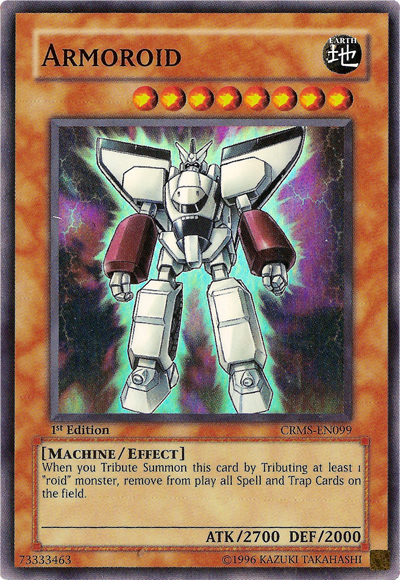 ARMOROID
EARTH
地
1st Edition
CRMS-EN099
[MACHINE / EFFECT]
When you Tribute Summon this card by Tributing at least 1
"roid" monster, remove from play all Spell and Trap Cards on
the field.
ATK/2700 DEF/2000
73333463
©1996 KAZUKI TAKAHASHI